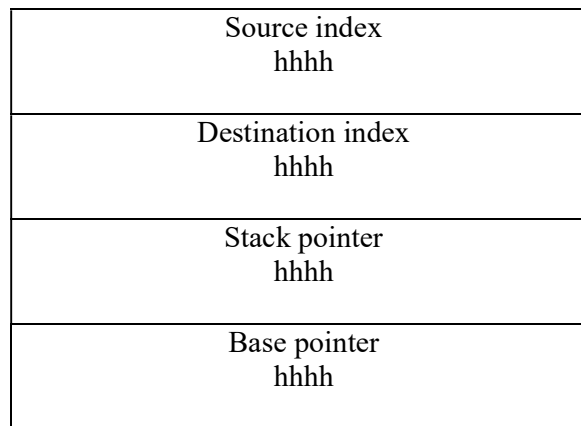 Source index
hhhh
Destination index
hhhh
Stack pointer
hhhh
Base pointer
hhhh